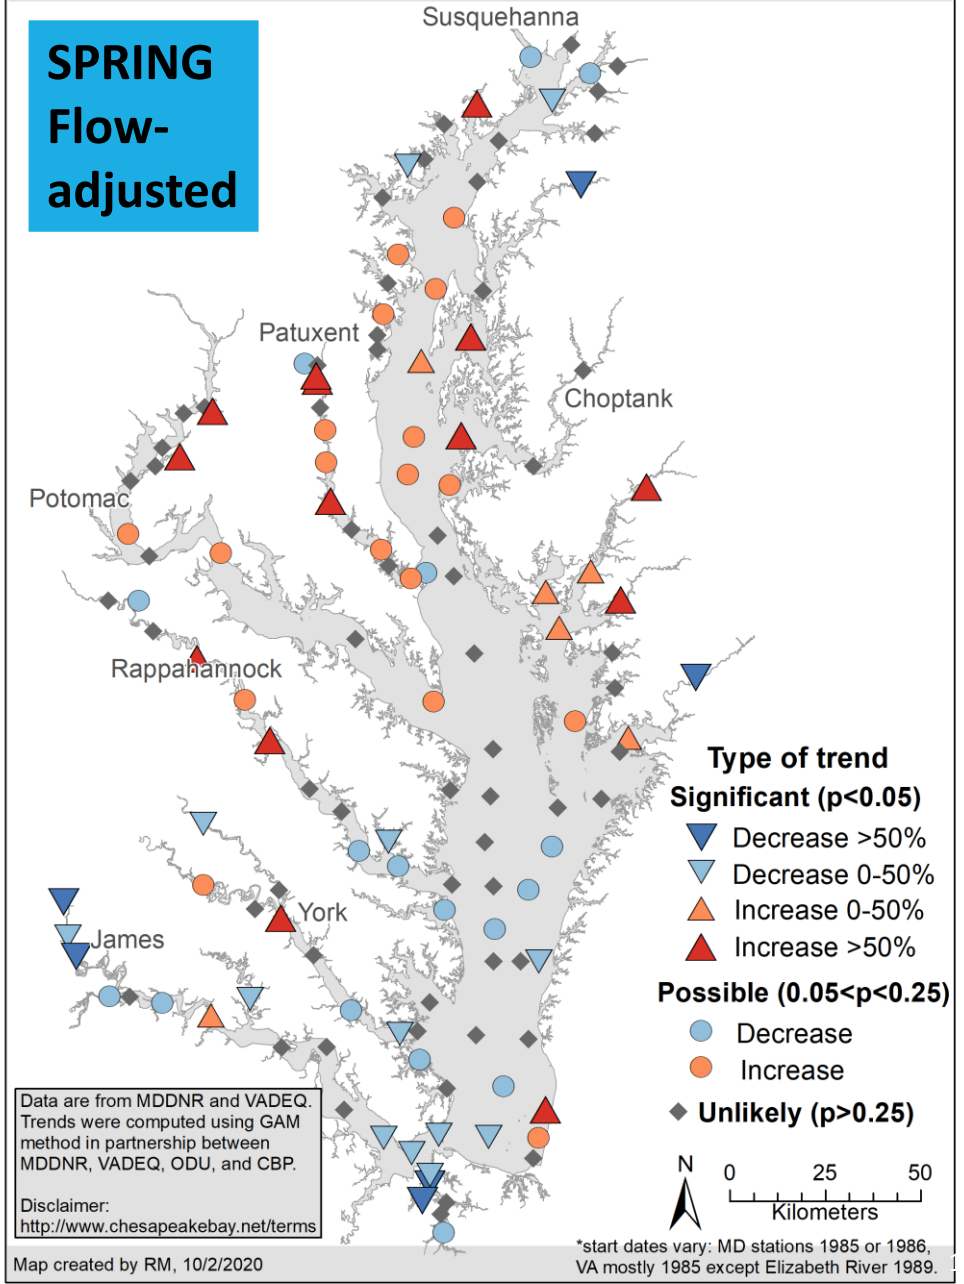 Susquehanna
SPRING
Flow-
adjusted
Patuxent
Choptank
Potomac
Rappahannock
York
James
Type of trend
Significant (p<0.05)
Decrease >50%
Decrease 0-50%
Increase 0-50%
Increase >50%
Possible (0.05<p<0.25)
Decrease
Increase
Unlikely (p>0.25)
Data are from MDDNR and VADEQ.
Trends were computed using GAM
method in partnership between
MDDNR, VADEQ, ODU, and CBP.
Disclaimer:
http://www.chesapeakebay.net/terms
N
0 25 50
Kilometers
*start dates vary: MD stations 1985 or 1986,
VA mostly 1985 except Elizabeth River 1989.
Map created by RM, 10/2/2020